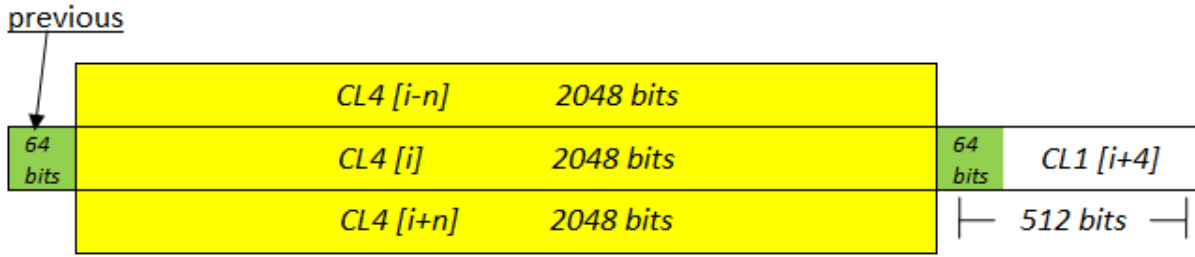 previous
CL4 [i-n] 2048 bits
64 bits CL4 [i] 2048 bits 64 bits CL1 [i+4]
CL4 [i+n] 2048 bits 512 bits